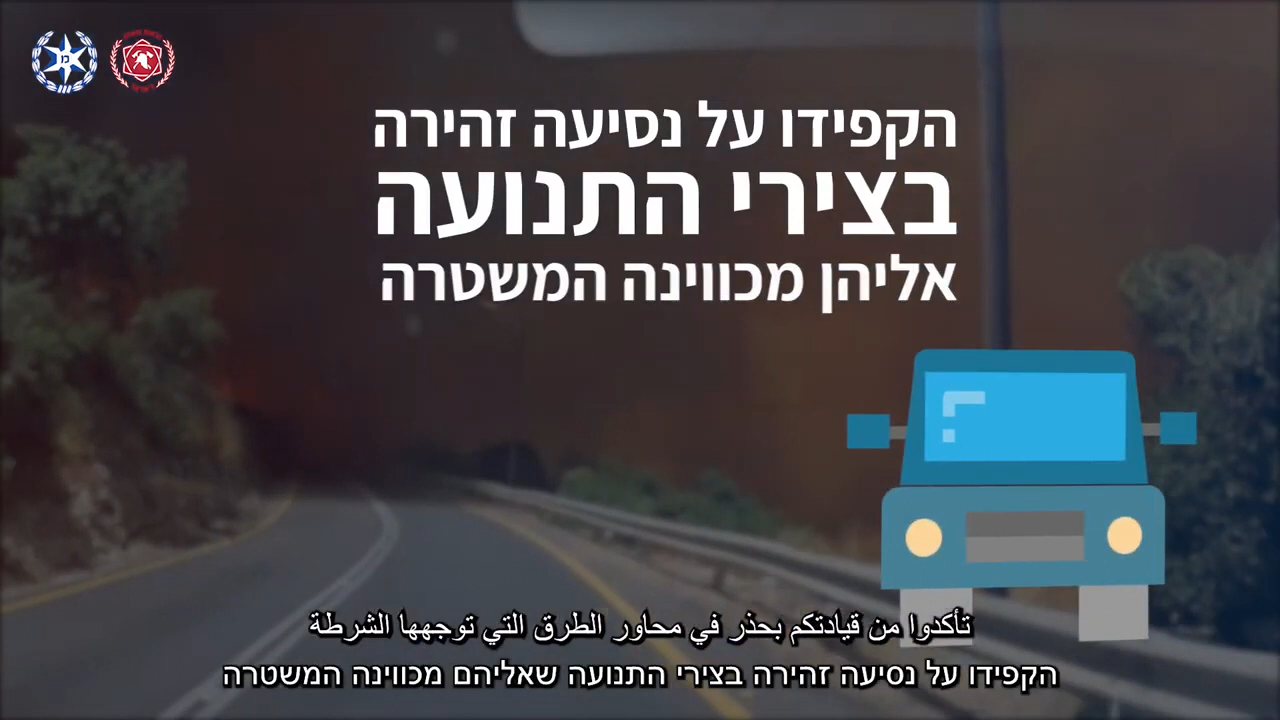 הקפידו על נסיעה זהירה
בצירי התנועה
אליהן מכווינה המשטרה
تأكدوا من قيادتكم بحذر في محاور الطرق التي توجهها الشرطة
הקפידו על נסיעה זהירה בצירי התנועה שאליהם מכווינה המשטרה